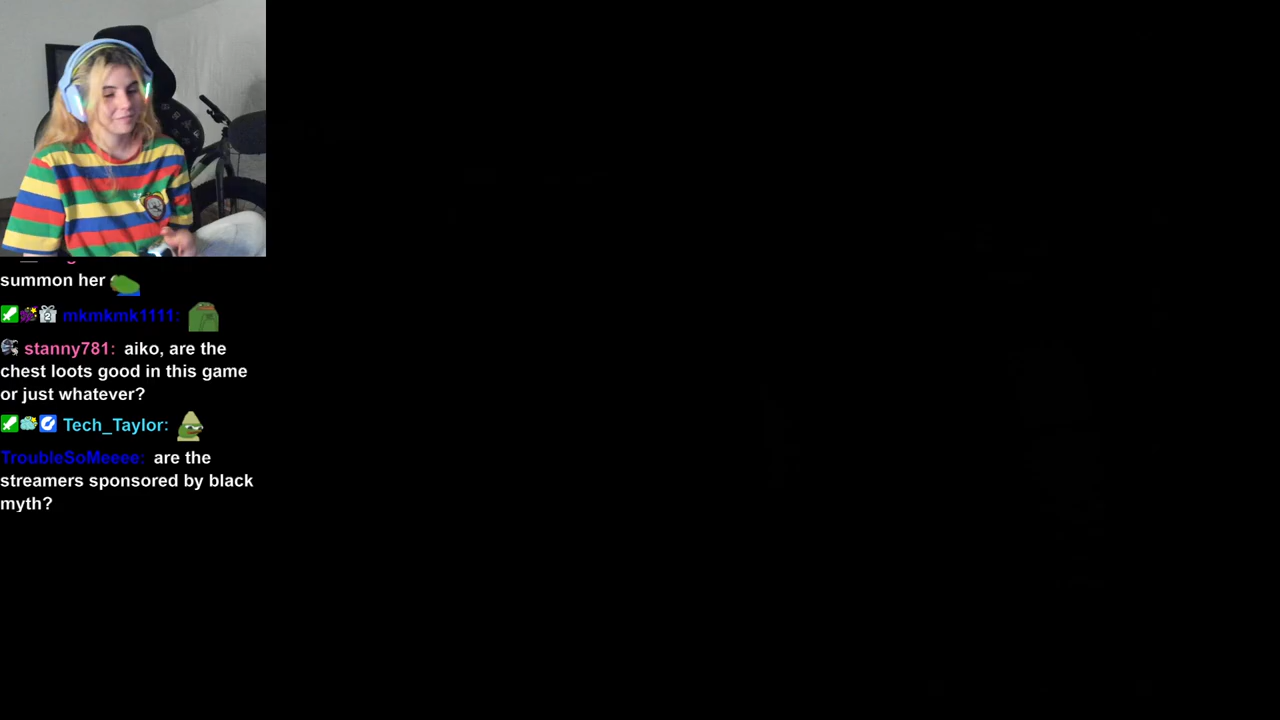 summon her
mkmkmk1111:
stanny781: aiko, are the
chest loots good in this game
or just whatever?
Tech_Taylor:
TroubleSoMeeee: are the
streamers sponsored by black
myth?